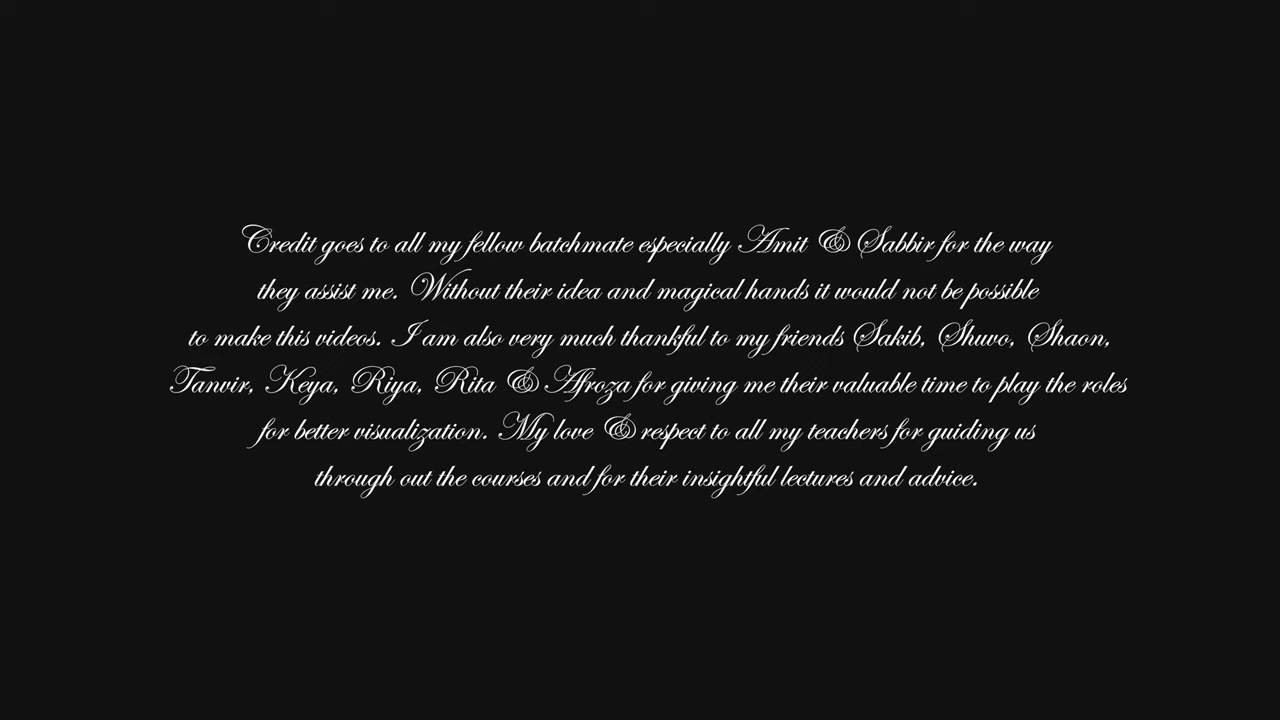 Credit goes to all my fellow batchmate especially Amit & Sabbir for the way
they assist me. Without their idea and magical hands it would not be possible
to make this videos. I am also very much thankful to my friends Sakib, Shuvo, Shaon,
Tanvir, Keya, Riya, Rita & Afroza for giving me their valuable time to play the roles
for better visualization. My love & respect to all my teachers for guiding us
through out the courses and for their insightful lectures and advice.